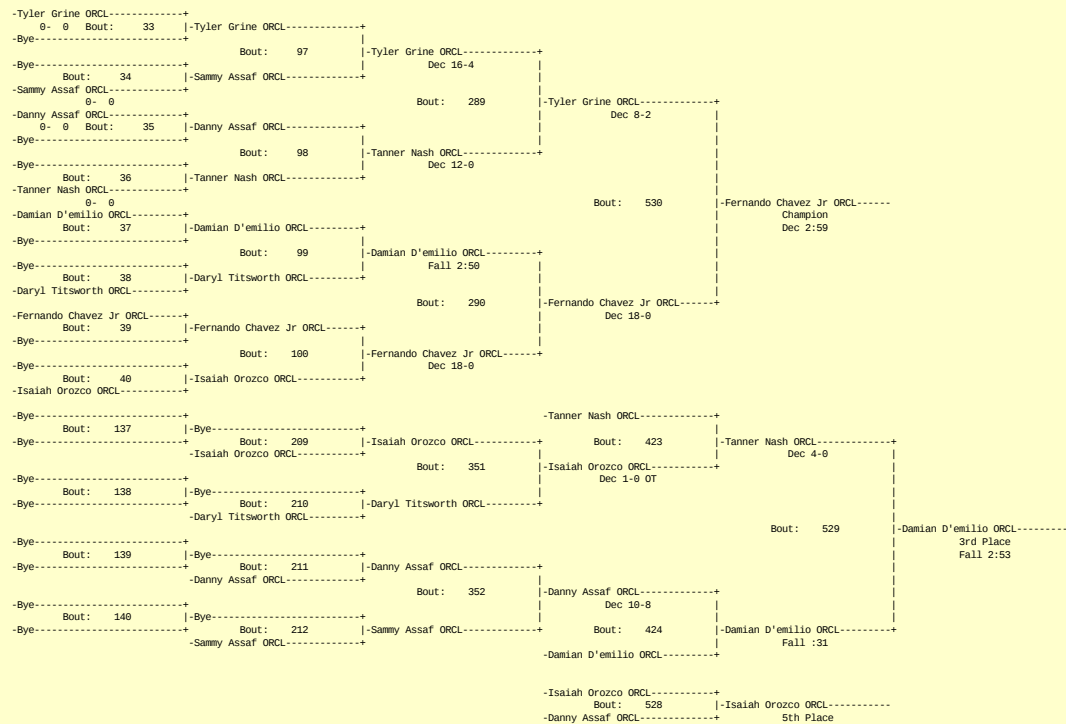 -Tyler Grine ORCL-------------+
0- 0 Bout: 33 |-Tyler Grine ORCL-------------+
-Bye--------------------------+ |
Bout: 97 |-Tyler Grine ORCL-------------+
-Bye--------------------------+ | Dec 16-4 |
Bout: 34 |-Sammy Assaf ORCL-------------+ |
-Sammy Assaf ORCL-------------+ |
0- 0 Bout: 289 |-Tyler Grine ORCL-------------+
-Danny Assaf ORCL-------------+ | Dec 8-2 |
0- 0 Bout: 35 |-Danny Assaf ORCL-------------+ | |
-Bye--------------------------+ | | |
Bout: 98 |-Tanner Nash ORCL-------------+ |
-Bye--------------------------+ | Dec 12-0 |
Bout: 36 |-Tanner Nash ORCL-------------+ |
-Tanner Nash ORCL-------------+ |
0- 0 Bout: 530 |-Fernando Chavez Jr ORCL------
-Damian D'emilio ORCL---------+ | Champion
Bout: 37 |-Damian D'emilio ORCL---------+ | Dec 2:59
-Bye--------------------------+ | |
Bout: 99 |-Damian D'emilio ORCL---------+ |
-Bye--------------------------+ | Fall 2:50 | |
Bout: 38 |-Daryl Titsworth ORCL---------+ | |
-Daryl Titsworth ORCL---------+ | |
Bout: 290 |-Fernando Chavez Jr ORCL------+
-Fernando Chavez Jr ORCL------+ | Dec 18-0
Bout: 39 |-Fernando Chavez Jr ORCL------+ |
-Bye--------------------------+ | |
Bout: 100 |-Fernando Chavez Jr ORCL------+
-Bye--------------------------+ | Dec 18-0
Bout: 40 |-Isaiah Orozco ORCL-----------+
-Isaiah Orozco ORCL-----------+
-Bye--------------------------+ -Tanner Nash ORCL-------------+
Bout: 137 |-Bye--------------------------+ |
-Bye--------------------------+ Bout: 209 |-Isaiah Orozco ORCL-----------+ Bout: 423 |-Tanner Nash ORCL-------------+
-Isaiah Orozco ORCL-----------+ | | Dec 4-0 |
Bout: 351 |-Isaiah Orozco ORCL-----------+ |
-Bye--------------------------+ | Dec 1-0 OT |
Bout: 138 |-Bye--------------------------+ | |
-Bye--------------------------+ Bout: 210 |-Daryl Titsworth ORCL---------+ |
-Daryl Titsworth ORCL---------+ |
Bout: 529 |-Damian D'emilio ORCL---------
-Bye--------------------------+ | 3rd Place
Bout: 139 |-Bye--------------------------+ | Fall 2:53
-Bye--------------------------+ Bout: 211 |-Danny Assaf ORCL-------------+ |
-Danny Assaf ORCL-------------+ | |
Bout: 352 |-Danny Assaf ORCL-------------+ |
-Bye--------------------------+ | Dec 10-8 | |
Bout: 140 |-Bye--------------------------+ | | |
-Bye--------------------------+ Bout: 212 |-Sammy Assaf ORCL-------------+ Bout: 424 |-Damian D'emilio ORCL---------+
-Sammy Assaf ORCL-------------+ | Fall :31
-Damian D'emilio ORCL---------+
-Isaiah Orozco ORCL-----------+
Bout: 528 |-Isaiah Orozco ORCL-----------
-Danny Assaf ORCL-------------+ 5th Place